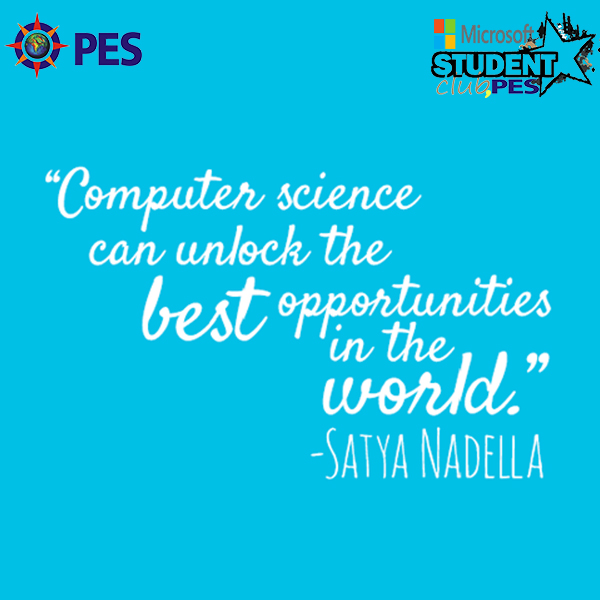 PES
Microsoft
STUDENT
club,PES
“Computer science
can unlock the
best opportunities
in the
world.”
-SATYA NADELLA